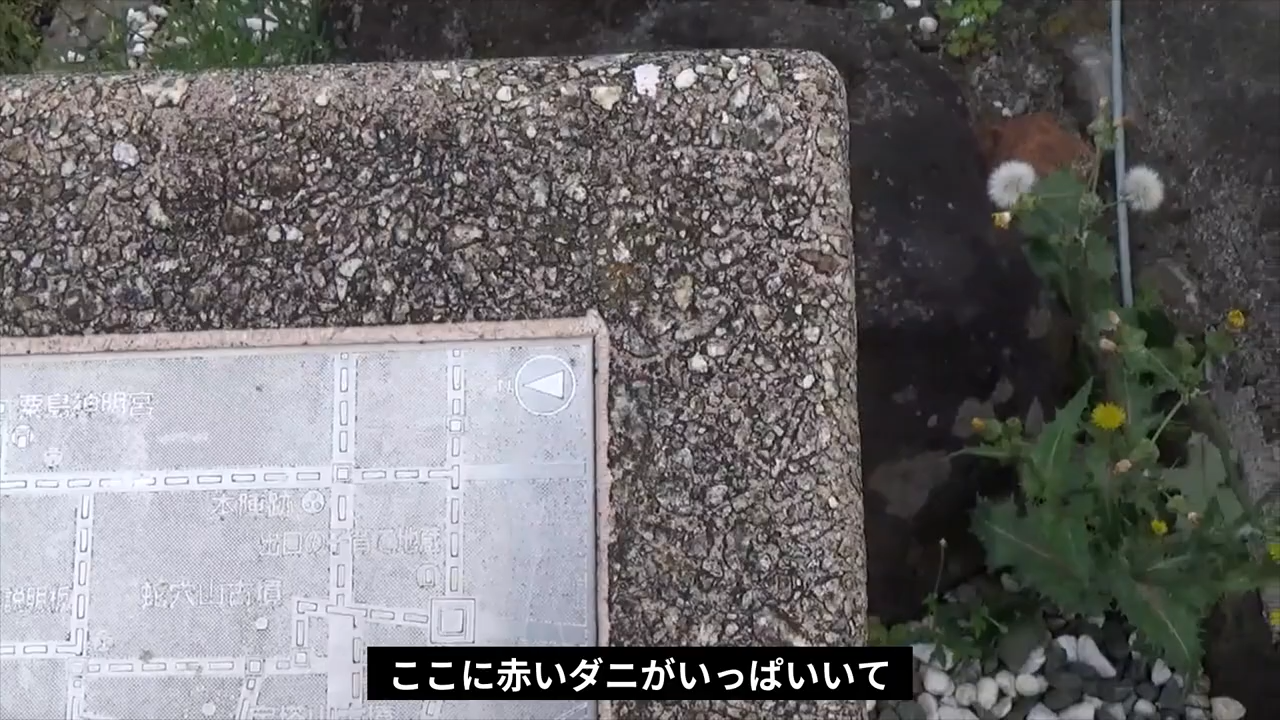 粟島神明宮
N
本陣跡
出口の子育て地蔵
説明板
蛇穴山古墳
ここに赤いダニがいっぱいいて